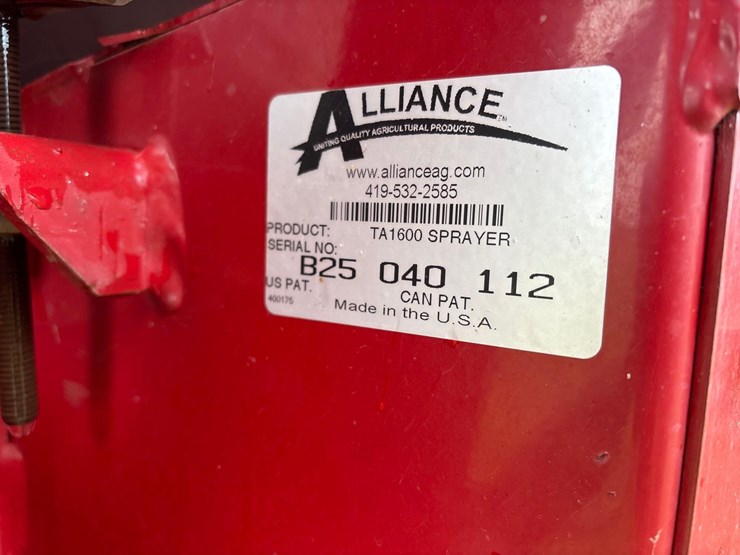 ALLIANCE
UNITING QUALITY AGRICULTURAL PRODUCTS
www.allianceag.com
419-532-2585
PRODUCT: TA1600 SPRAYER
SERIAL NO:
B25 040 112
US PAT. CAN PAT.
400175 Made in the U.S.A.